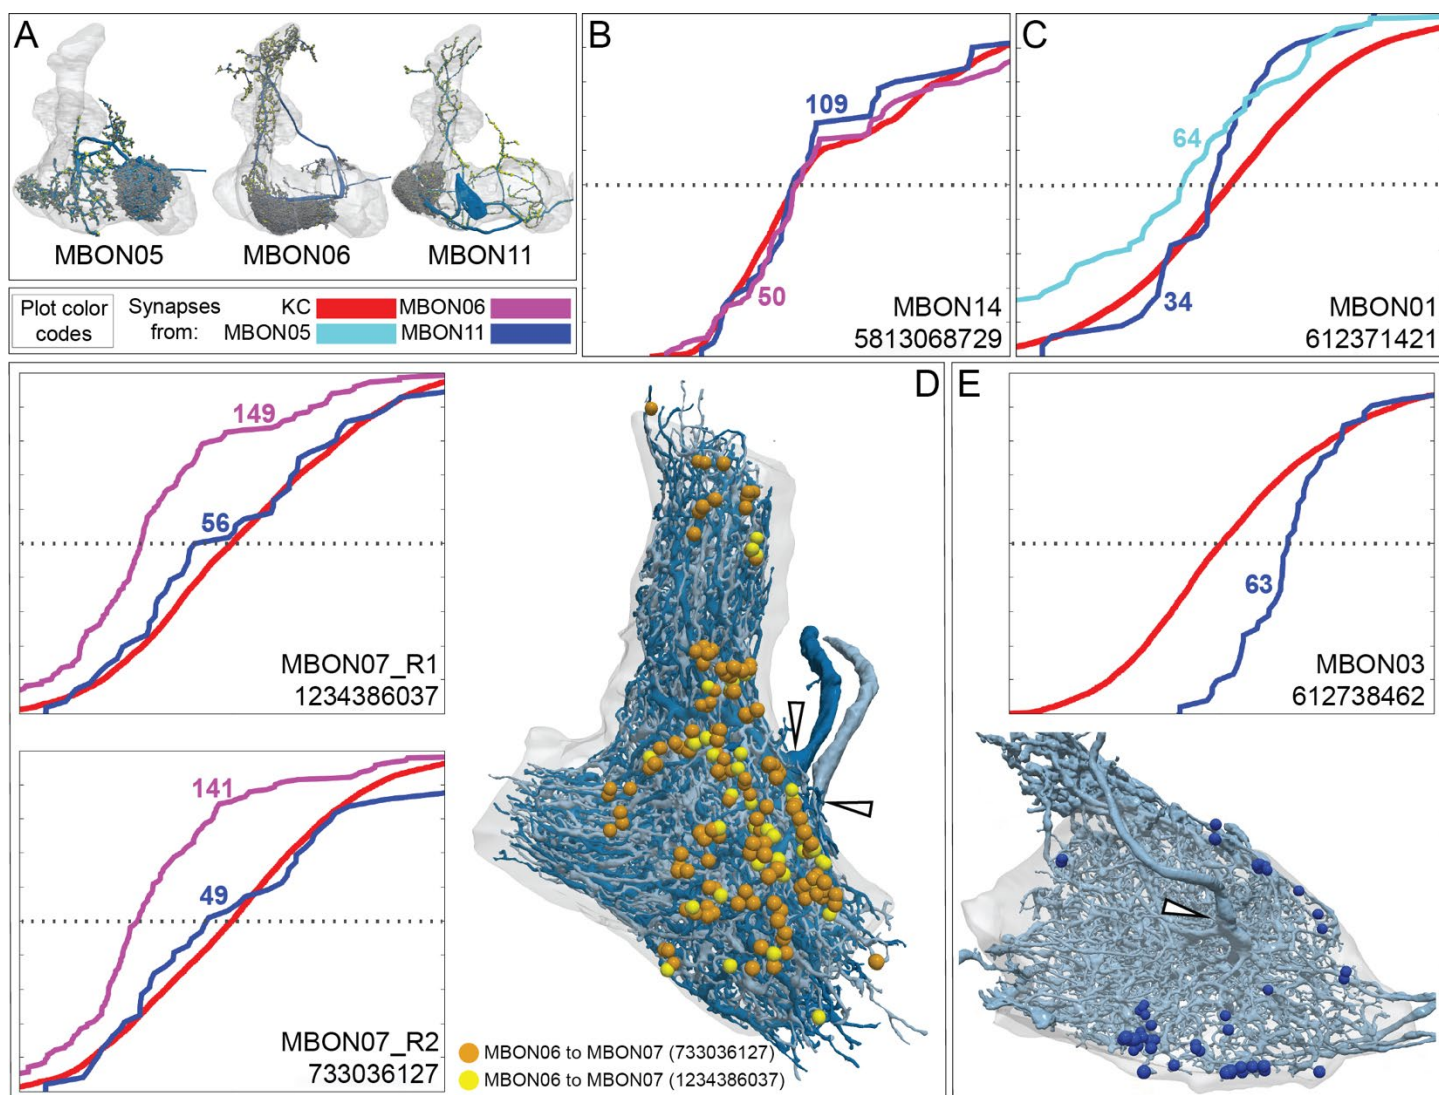 A
MBON05
MBON06
MBON11
Plot color
codes
Synapses
from:
KC
MBON06
MBON05
MBON11
B
109
50
MBON14
5813068729
C
64
34
MBON01
612371421
D
149
56
MBON07_R1
1234386037
141
49
MBON07_R2
733036127
MBON06 to MBON07 (733036127)
MBON06 to MBON07 (1234386037)
E
63
MBON03
612738462